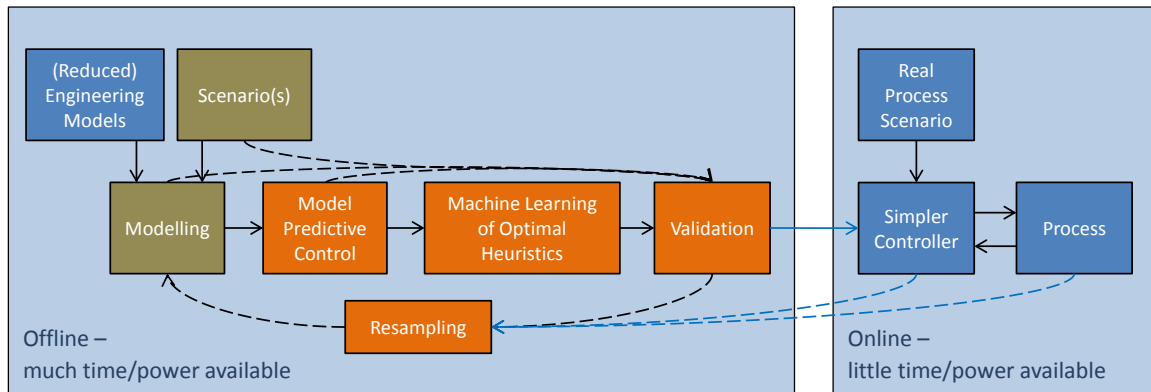 (Reduced)
Engineering
Models
Scenario(s)
Modelling
Model
Predictive
Control
Machine Learning
of Optimal
Heuristics
Validation
Resampling
Offline –
much time/power available
Real
Process
Scenario
Simpler
Controller
Process
Online –
little time/power available